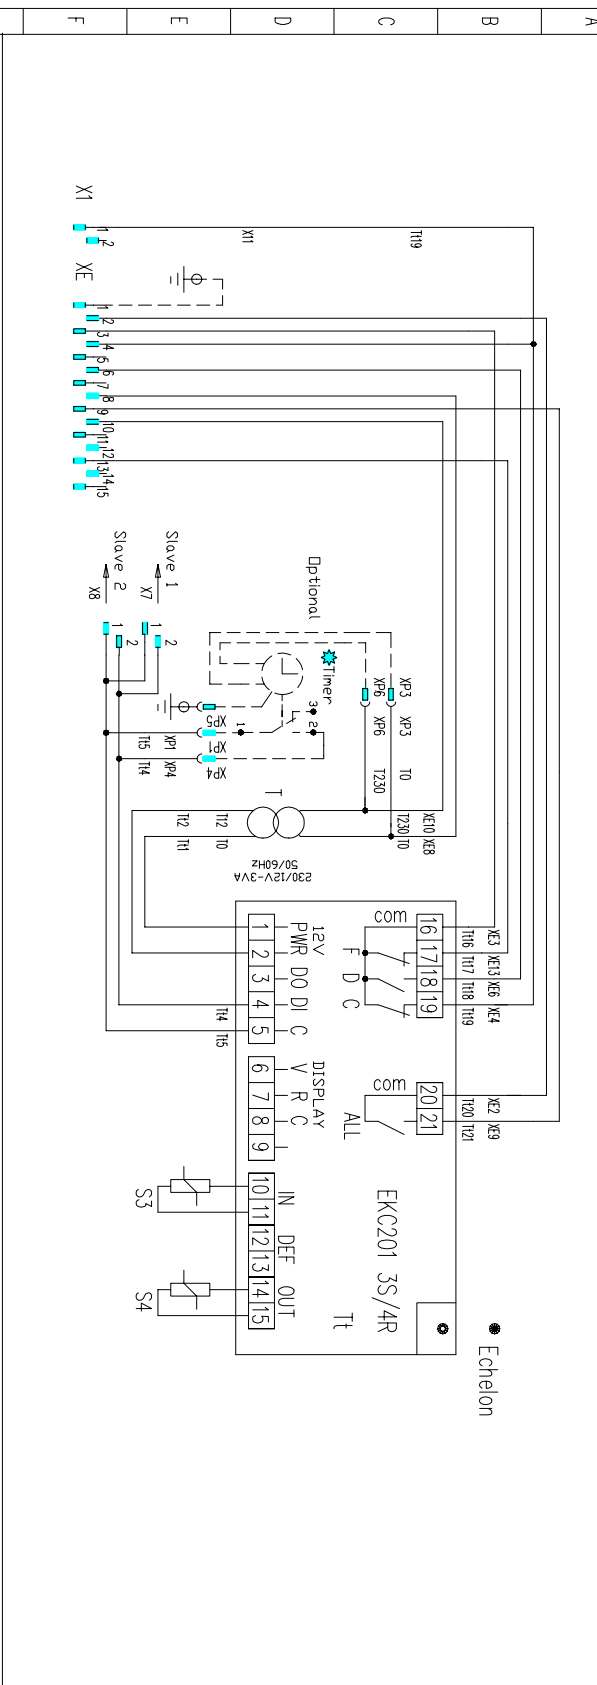 F E D C B A
X1
1
2
X11
Tt19
XE
1
2
3
4
5
6
7
8
9
10
11
12
13
14
15
Slave 1
X7
1
2
Slave 2
X8
1
2
Optional
Timer
XP3 XP3 T0
XP6 XP6 T230
XP5
3
2
1
XP1 XP1 Tt5
XP4 XP4 Tt4
T
T230 T0
XE10 XE8
Tt2 Tt2
T0 Tt1
230/12V-3VA
50/60Hz
com
16 17 18 19
F D C
Tt16 Tt17 Tt18 Tt19
XE3 XE13 XE6 XE4
com
20 21
ALL
Tt20 Tt21
XE2 XE9
12V
PWR DO DI C
1 2 3 4 5
Tt4
Tt5
DISPLAY
V R C
6 7 8 9
IN DEF OUT
10 11 12 13 14 15
S3
S4
EKC201 3S/4R
Tt
Echelon